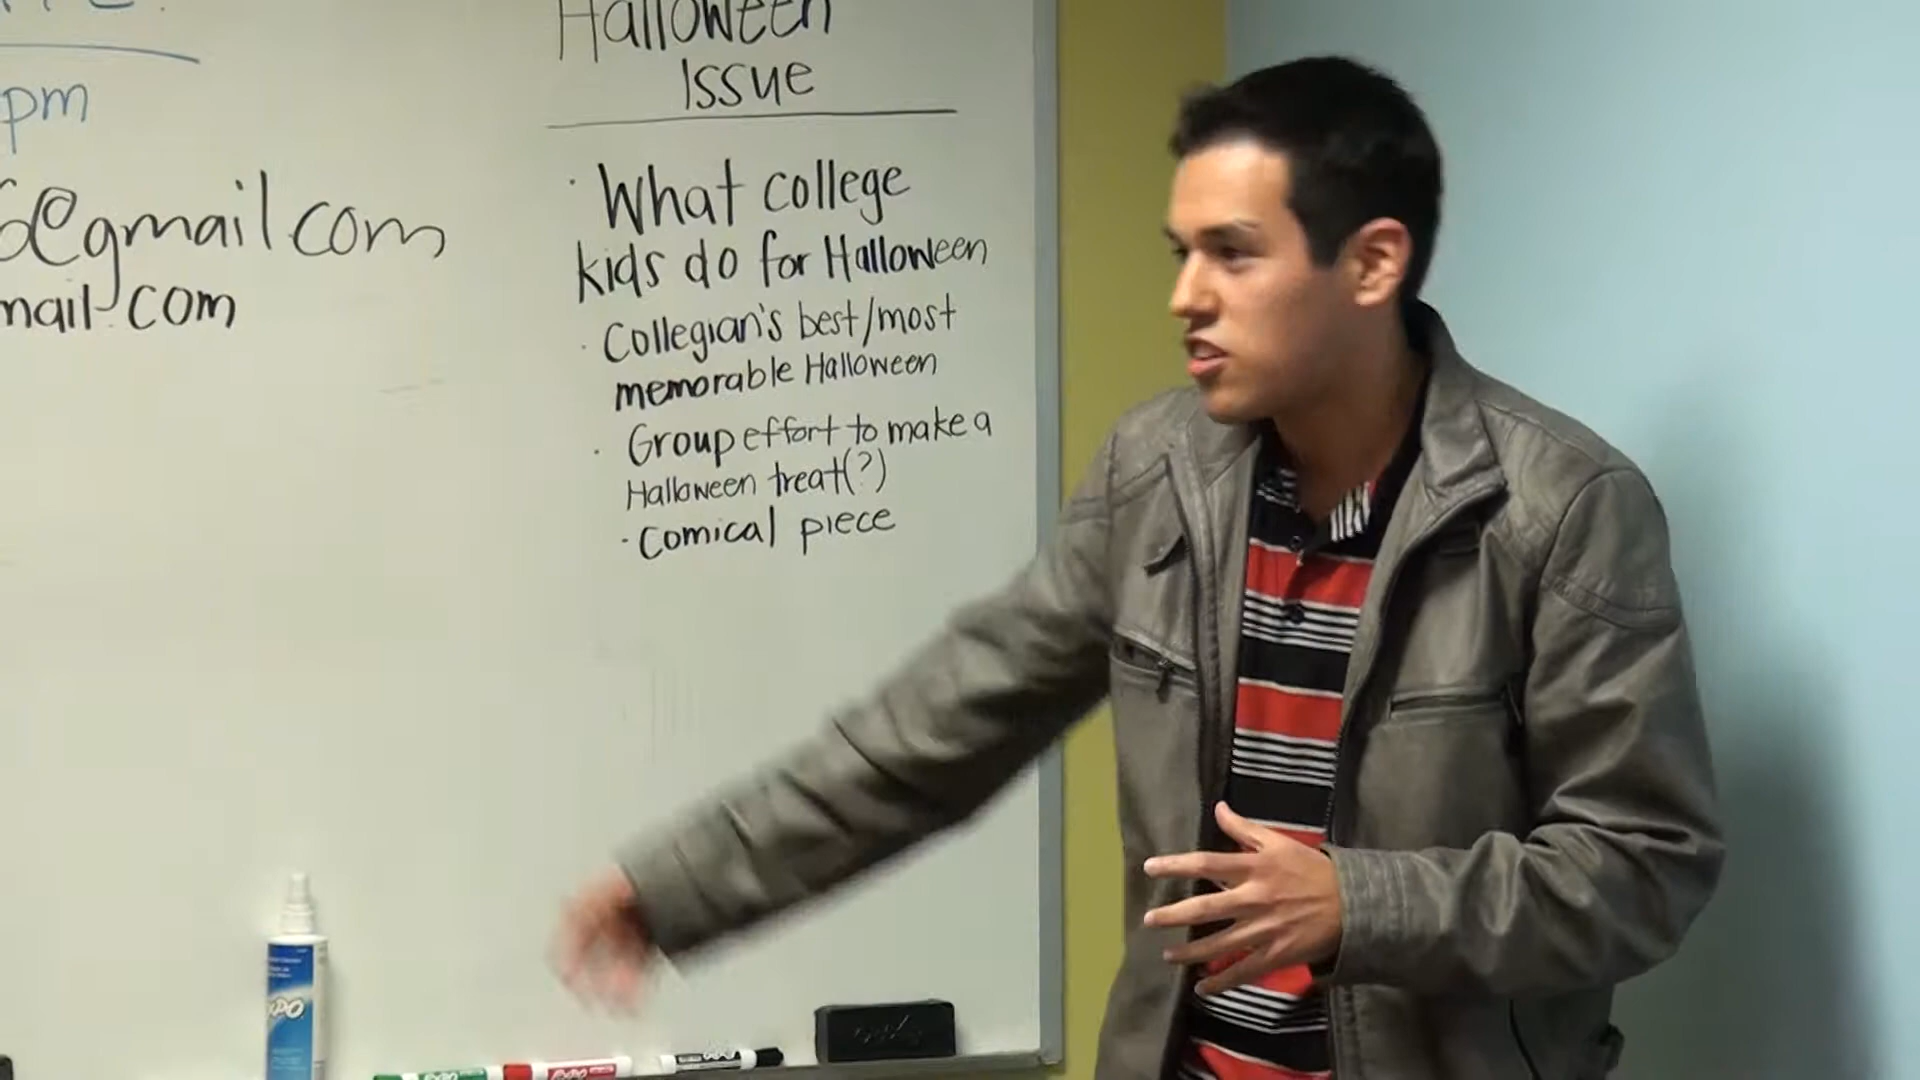 pm
@gmail.com
mail.com
Halloween
Issue
· What college
kids do for Halloween
· Collegian's best/most
memorable Halloween
· Group effort to make a
Halloween treat(?)
· Comical piece
EXPO